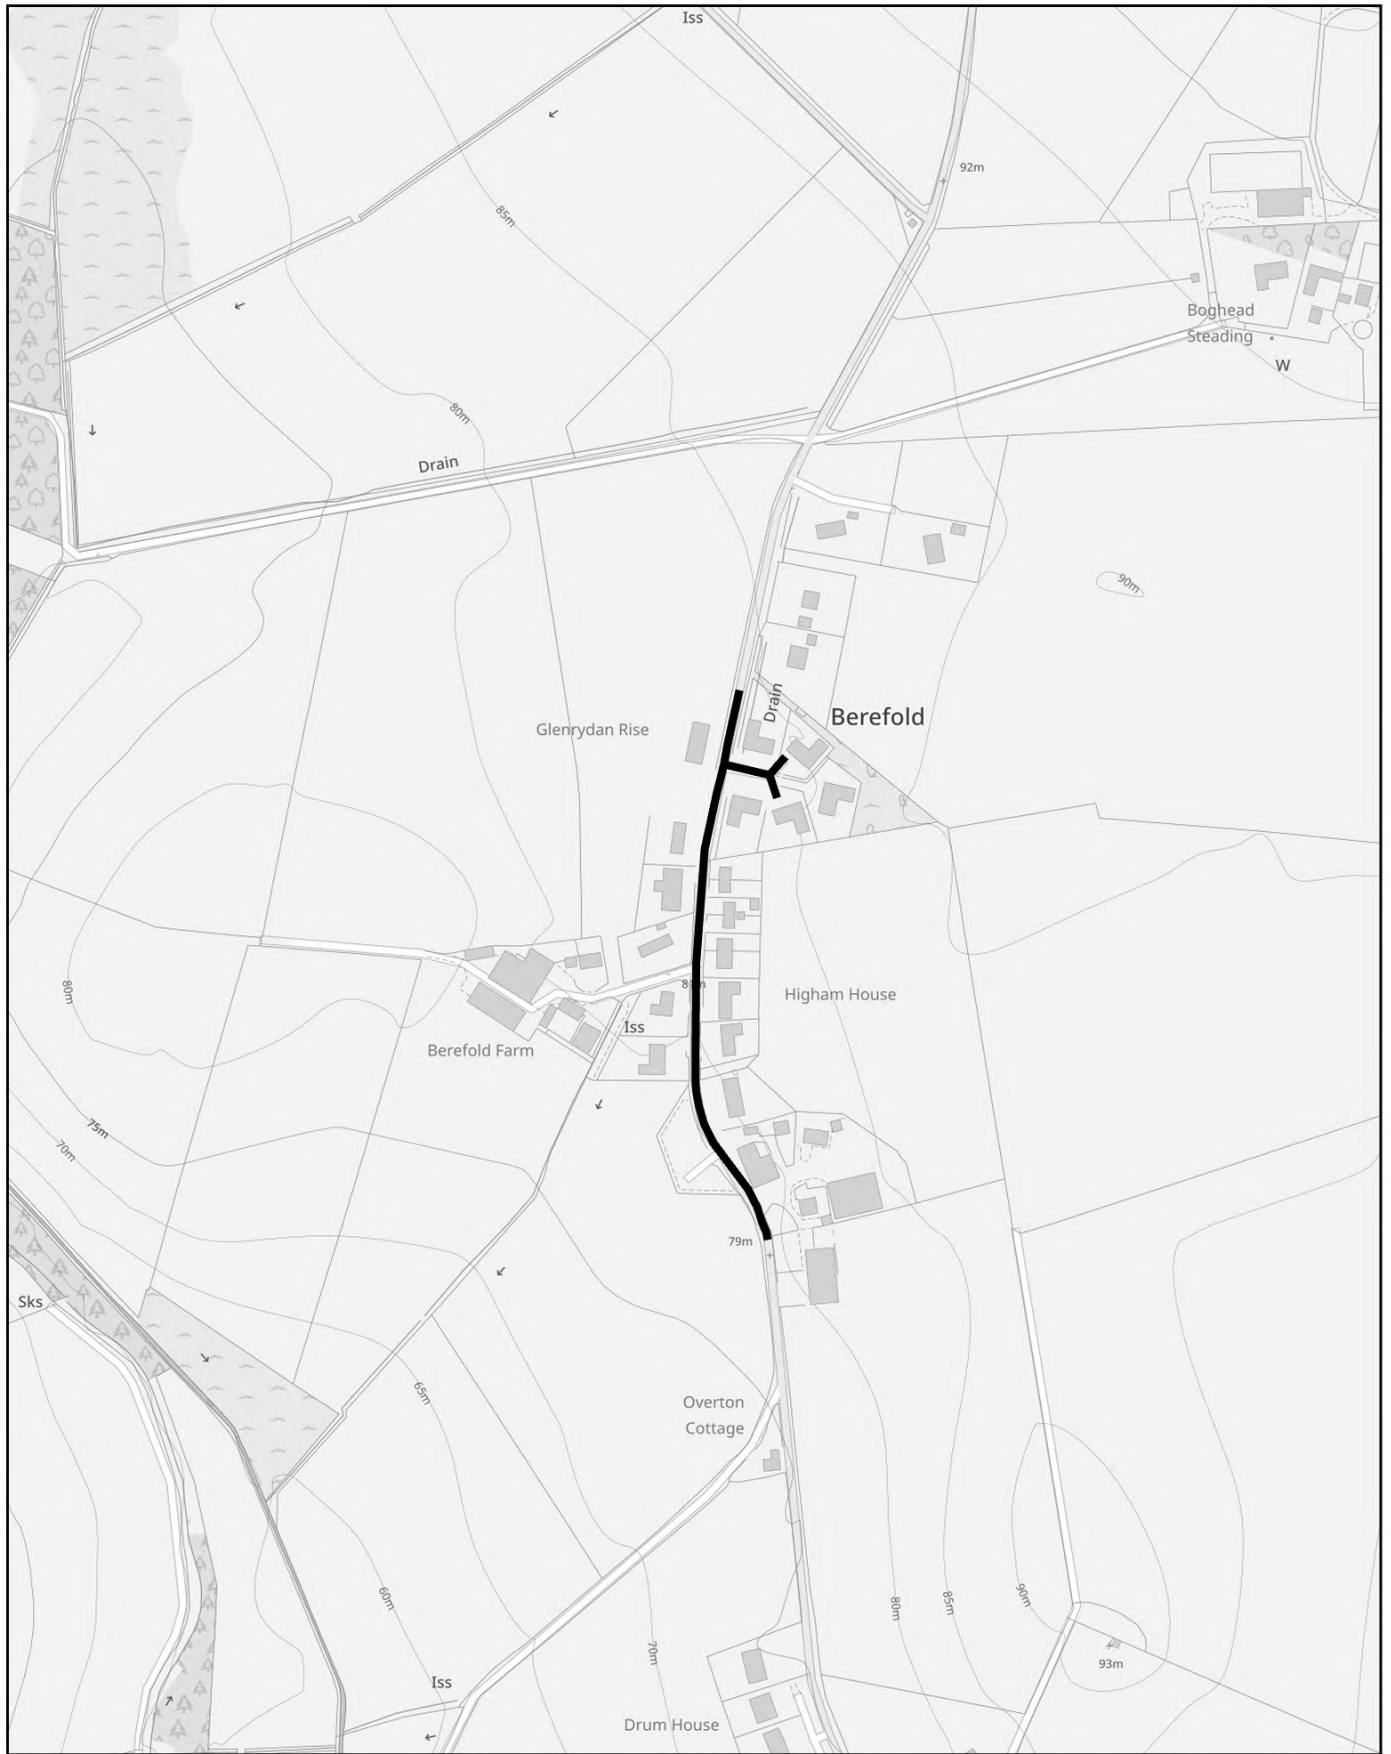 Iss
92m
85m
Boghead
Steading
W
80m
Drain
90m
Drain
Berefold
Glenrydan Rise
80m
Higham House
Iss
Berefold Farm
75m
70m
79m
Sks
65m
Overton
Cottage
60m
80m
85m
90m
70m
93m
Iss
Drum House